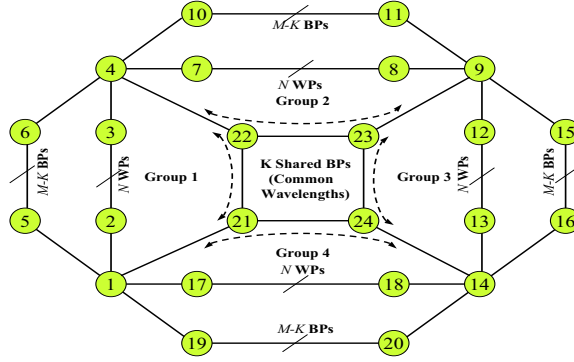 10
11
M-K BPs
4
7
8
9
N WPs
Group 2
6
3
22
23
12
15
M-K BPs
N WPs
Group 1
K Shared BPs
(Common
Wavelengths)
Group 3
N WPs
M-K BPs
5
2
21
24
13
16
Group 4
N WPs
1
17
18
14
M-K BPs
19
20